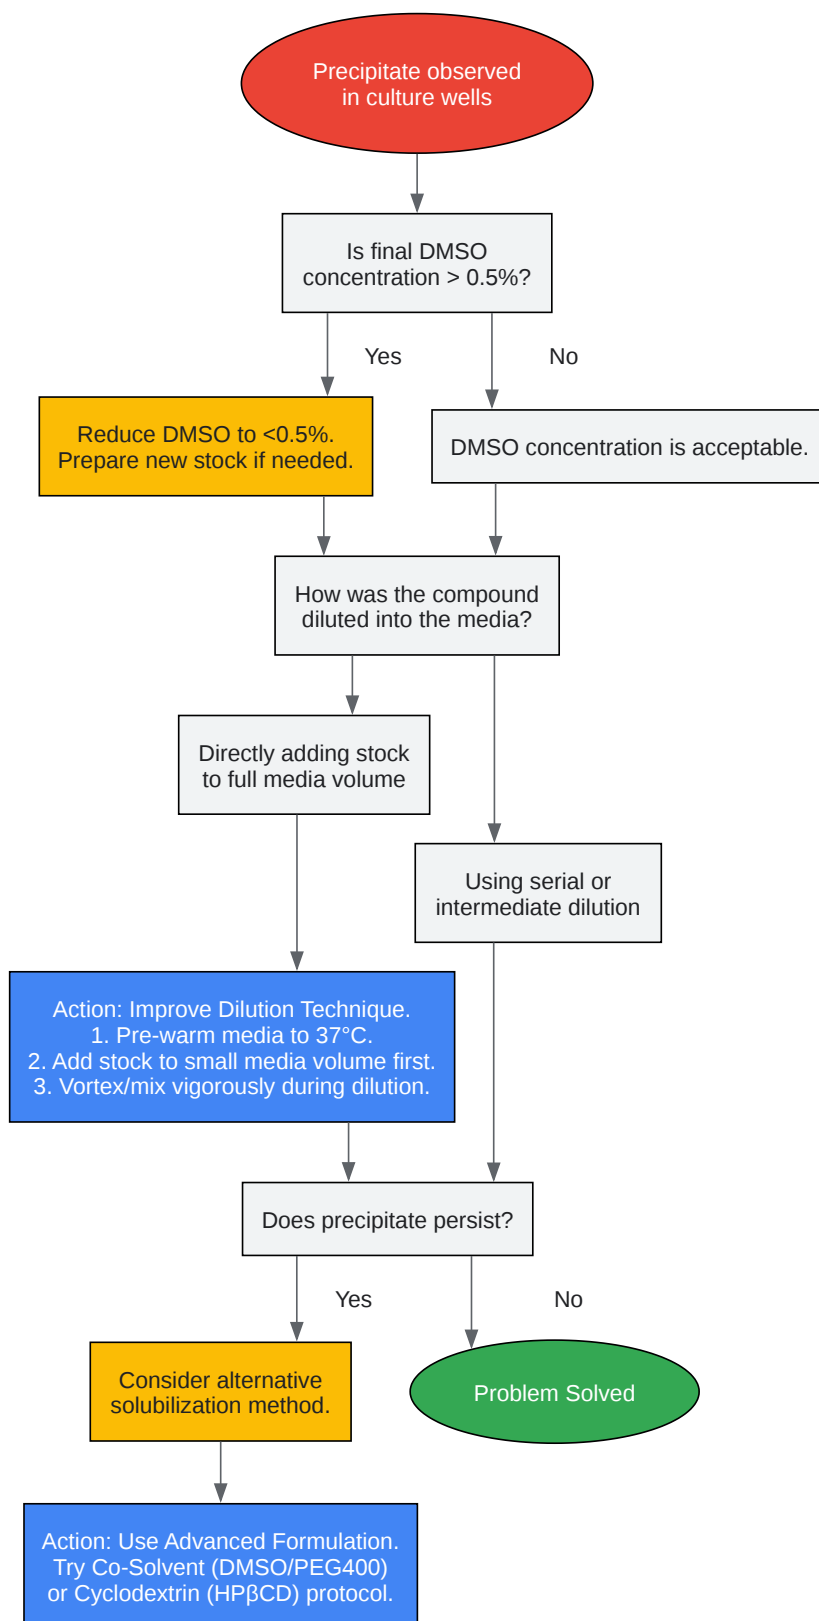 Precipitate observed
in culture wells
Is final DMSO
concentration > 0.5%?
Yes
No
Reduce DMSO to <0.5%.
Prepare new stock if needed.
DMSO concentration is acceptable.
How was the compound
diluted into the media?
Directly adding stock
to full media volume
Using serial or
intermediate dilution
Action: Improve Dilution Technique.
1. Pre-warm media to 37°C.
2. Add stock to small media volume first.
3. Vortex/mix vigorously during dilution.
Does precipitate persist?
Yes
No
Consider alternative
solubilization method.
Problem Solved
Action: Use Advanced Formulation.
Try Co-Solvent (DMSO/PEG400)
or Cyclodextrin (HPβCD) protocol.